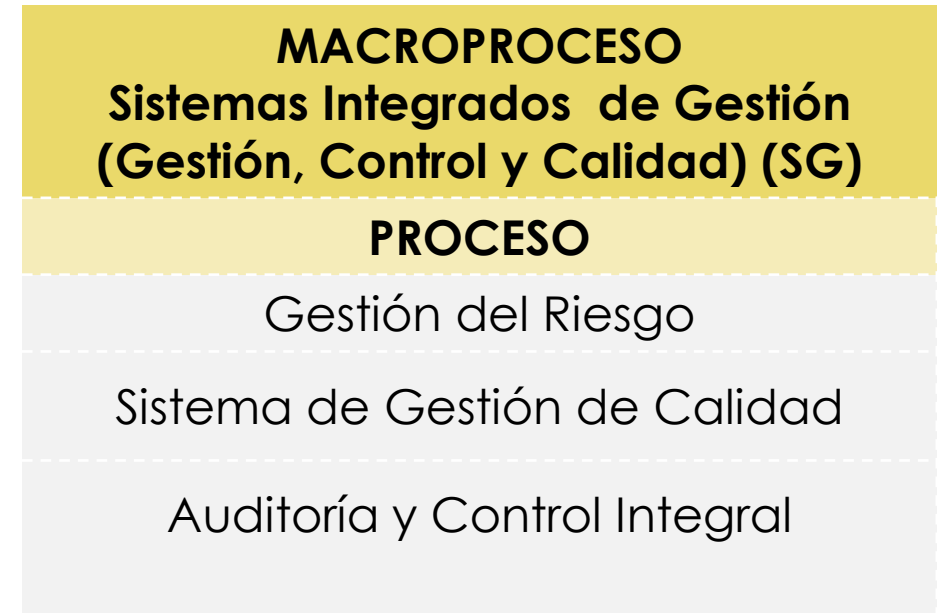 MACROPROCESO
Sistemas Integrados  de Gestión
(Gestión, Control y Calidad) (SG)
PROCESO
Gestión del Riesgo
Sistema de Gestión de Calidad
Auditoría y Control Integral